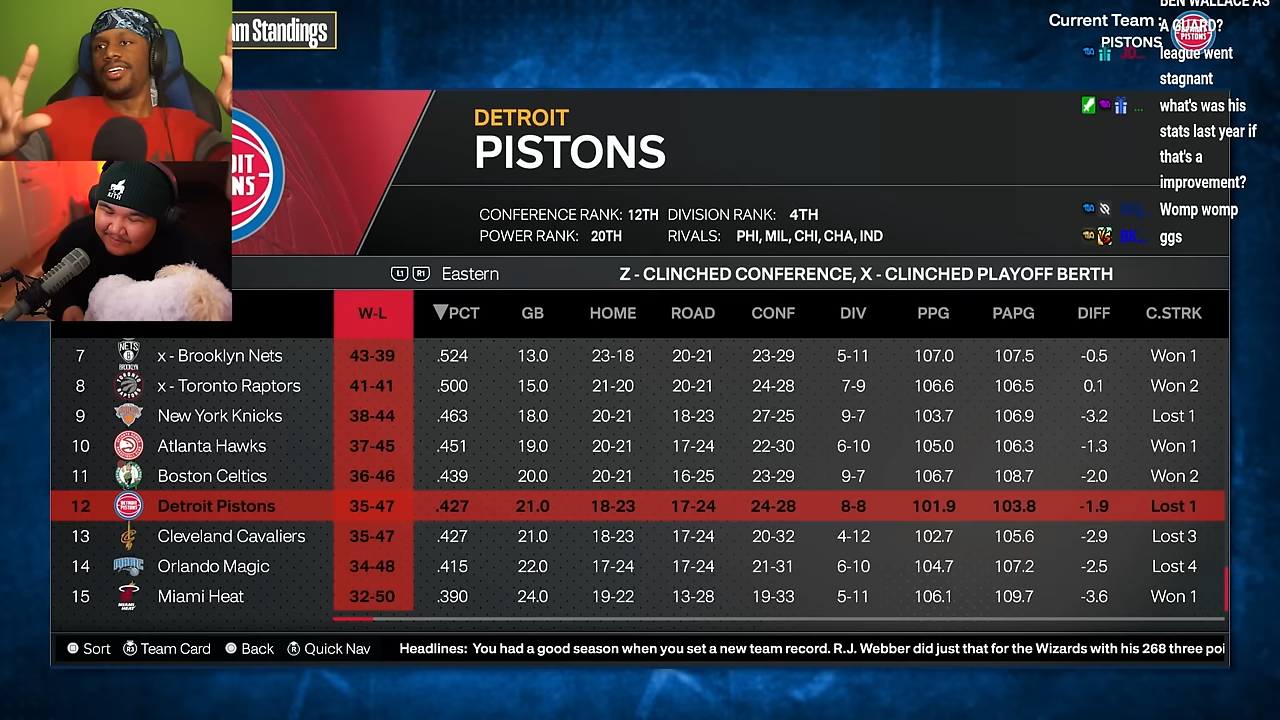 m Standings
Current Team :
PISTONS
BEN WALLACE AS
A GUARD?
league went
stagnant
what's was his
stats last year if
that's a
improvement?
Womp womp
ggs
DETROIT
PISTONS
CONFERENCE RANK: 12TH DIVISION RANK: 4TH
POWER RANK: 20TH RIVALS: PHI, MIL, CHI, CHA, IND
L1 R1 Eastern Z - CLINCHED CONFERENCE, X - CLINCHED PLAYOFF BERTH
W-L PCT GB HOME ROAD CONF DIV PPG PAPG DIFF C.STRK
7 x - Brooklyn Nets 43-39 .524 13.0 23-18 20-21 23-29 5-11 107.0 107.5 -0.5 Won 1
8 x - Toronto Raptors 41-41 .500 15.0 21-20 20-21 24-28 7-9 106.6 106.5 0.1 Won 2
9 New York Knicks 38-44 .463 18.0 20-21 18-23 27-25 9-7 103.7 106.9 -3.2 Lost 1
10 Atlanta Hawks 37-45 .451 19.0 20-21 17-24 22-30 6-10 105.0 106.3 -1.3 Won 1
11 Boston Celtics 36-46 .439 20.0 20-21 16-25 23-29 9-7 106.7 108.7 -2.0 Won 2
12 Detroit Pistons 35-47 .427 21.0 18-23 17-24 24-28 8-8 101.9 103.8 -1.9 Lost 1
13 Cleveland Cavaliers 35-47 .427 21.0 18-23 17-24 20-32 4-12 102.7 105.6 -2.9 Lost 3
14 Orlando Magic 34-48 .415 22.0 17-24 17-24 21-31 6-10 104.7 107.2 -2.5 Lost 4
15 Miami Heat 32-50 .390 24.0 19-22 13-28 19-33 5-11 106.1 109.7 -3.6 Won 1
Sort R3 Team Card Back R Quick Nav Headlines: You had a good season when you set a new team record. R.J. Webber did just that for the Wizards with his 268 three poi